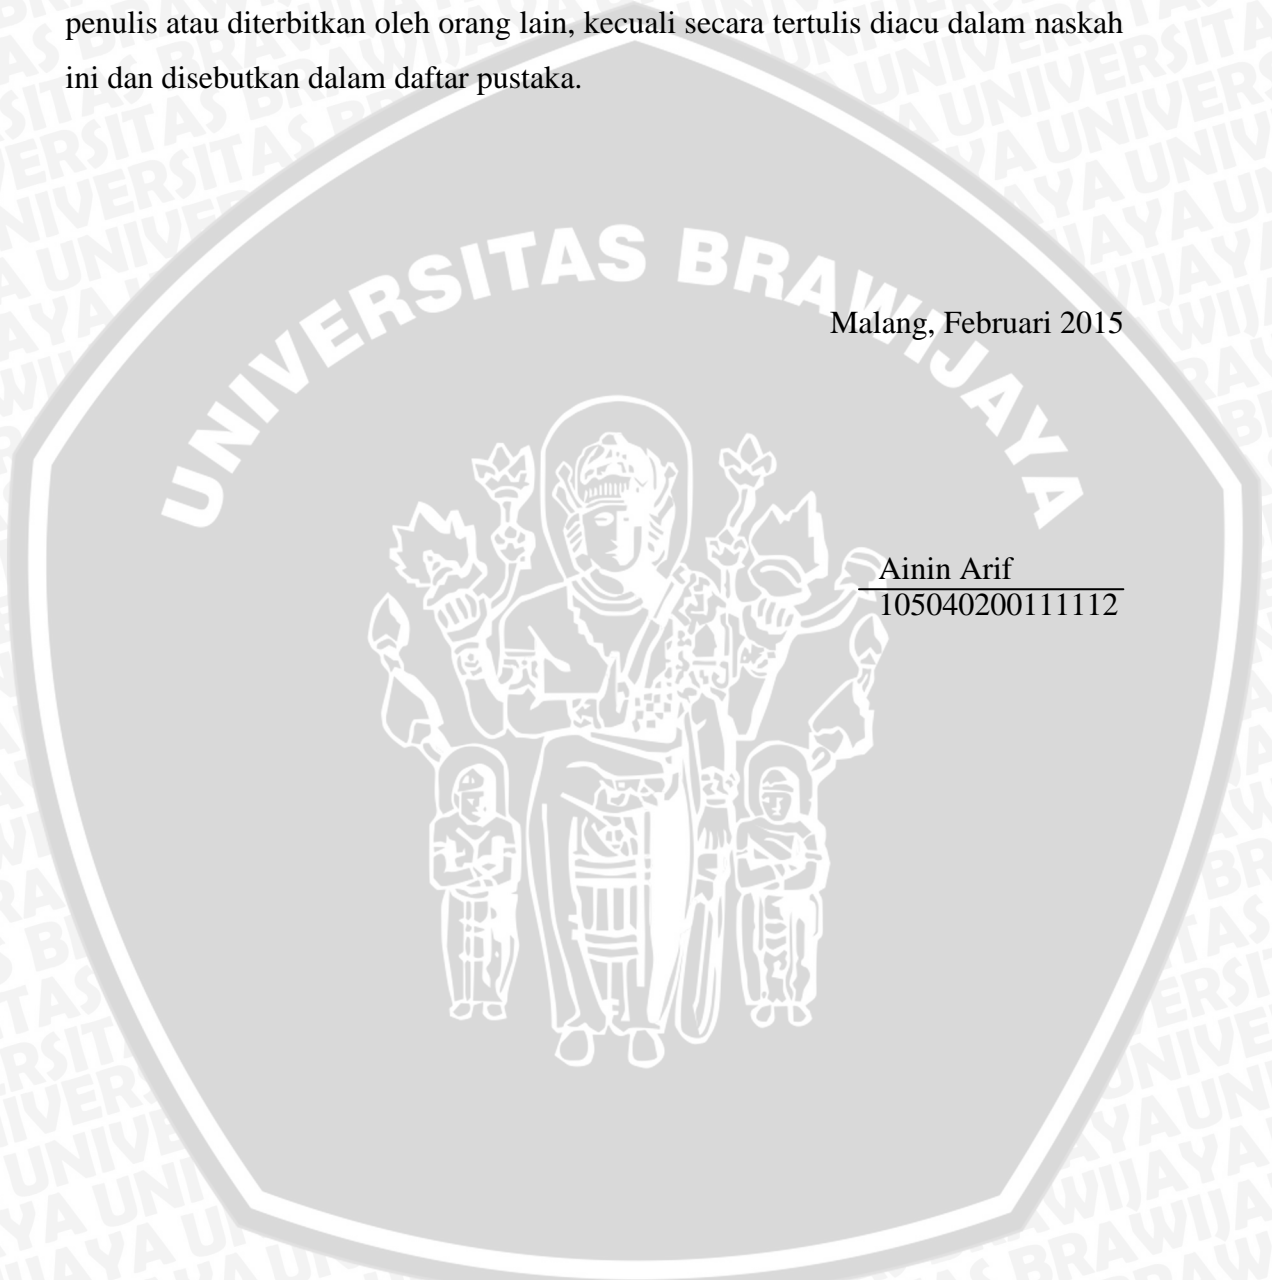 penulis atau diterbitkan oleh orang lain, kecuali secara tertulis diacu dalam naskah
ini dan disebutkan dalam daftar pustaka.
UNIVERSITAS BRAWIJAYA
Malang, Februari 2015
Ainin Arif
105040200111112